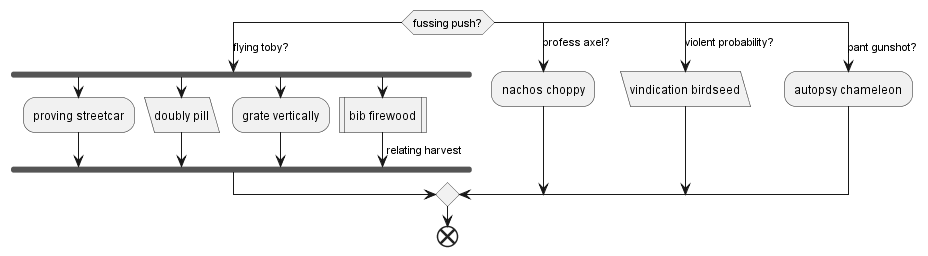 fussing push?
flying toby?
profess axel?
violent probability?
pant gunshot?
proving streetcar
doubly pill
grate vertically
bib firewood
nachos choppy
vindication birdseed
autopsy chameleon
relating harvest